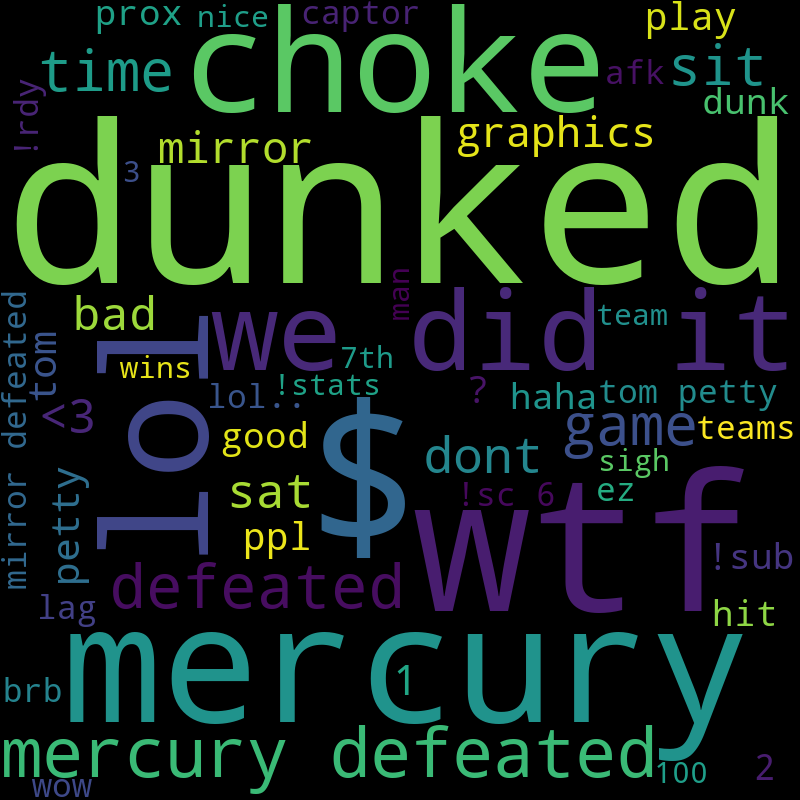 prox
nice
captor
play
choke
time
sit
afk
dunk
!rdy
graphics
mirror
3
dunked
man
we did it
team
bad
lol
wins
7th
tom
!stats
lol..
?
haha
tom petty
<3
game
teams
good
$
dont
sigh
mirror defeated
sat
!sc 6
ez
wtf
petty
ppl
!sub
defeated
lag
hit
mercury
1
brb
mercury defeated
wow
100
2